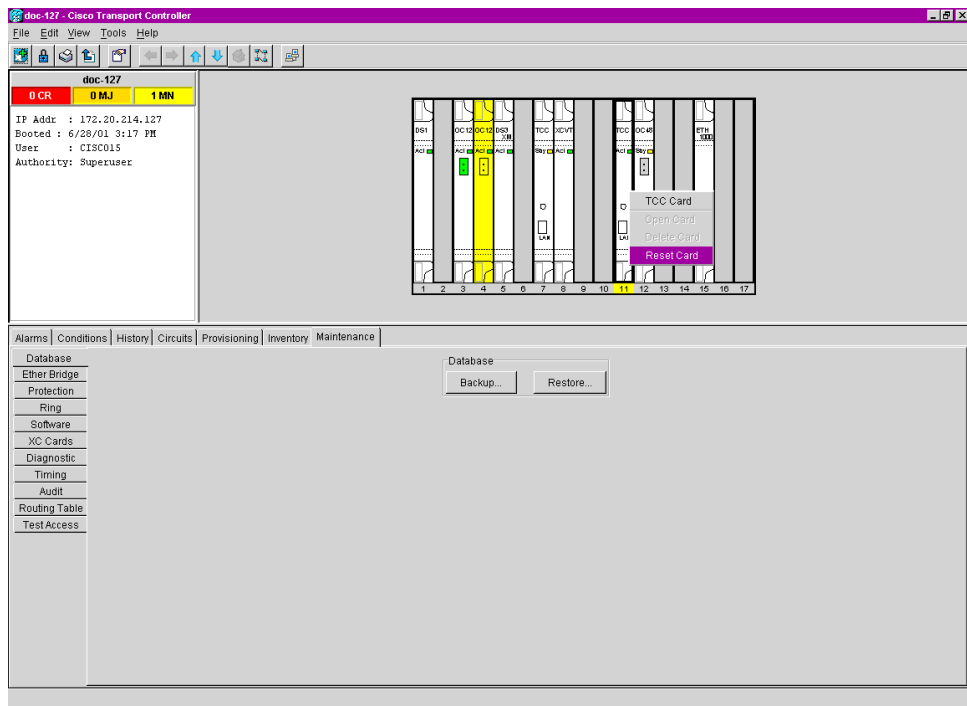 doc-127 - Cisco Transport Controller
File Edit View Tools Help
doc-127
0 CR 0 MJ 1 MN
IP Addr : 172.20.214.127
Booted : 6/28/01 3:17 PM
User : CISCO15
Authority: Superuser
DS1 OC12 OC12 DS3 XM TCC XCVT TCC OC48 ETH 1000
Act Act Act Act Sby Act Act Sby
LAN LAN
TCC Card
Open Card
Delete Card
Reset Card
1 2 3 4 5 6 7 8 9 10 11 12 13 14 15 16 17
Alarms Conditions History Circuits Provisioning Inventory Maintenance
Database
Ether Bridge
Protection
Ring
Software
XC Cards
Diagnostic
Timing
Audit
Routing Table
Test Access
Database
Backup... Restore...